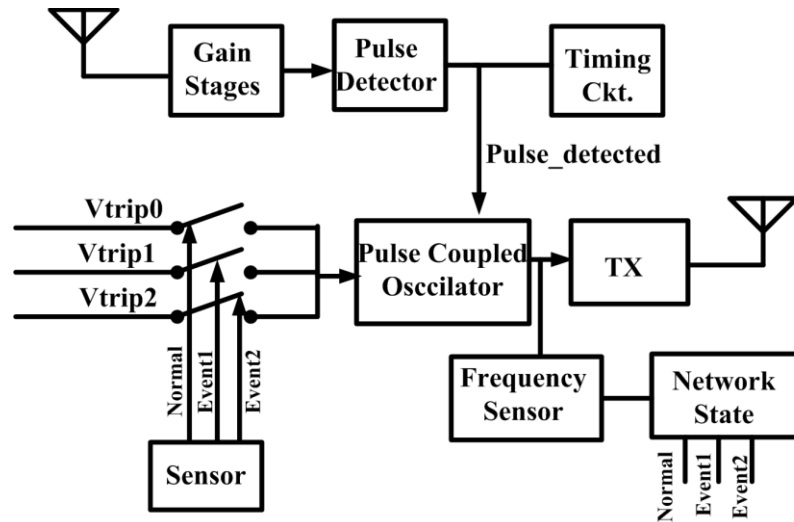 Gain
Stages
Pulse
Detector
Timing
Ckt.
Pulse_detected
Vtrip0
Vtrip1
Vtrip2
Pulse Coupled
Osccilator
TX
Normal
Event1
Event2
Frequency
Sensor
Network
State
Sensor
Normal
Event1
Event2